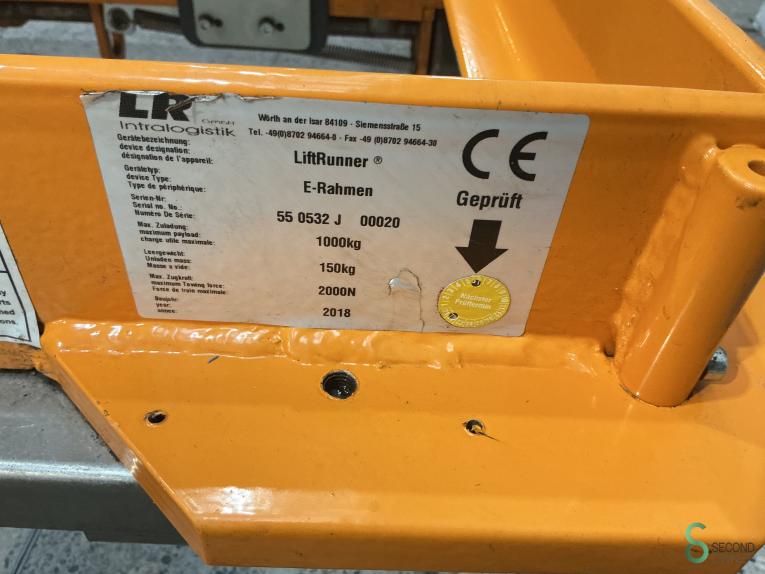 LR GmbH
Intralogistik
Wörth an der Isar 84109 - Siemensstraße 15
Tel. -49(0)8702 94664-0 - Fax -49 (0)8702 94664-30
Gerätebezeichnung:
device designation:
désignation de l'appareil:
LiftRunner ®
Gerätetyp:
device Type:
Type de périphérique:
E-Rahmen
Serien-Nr:
Serial no. No.:
Numéro De Série:
55 0532 J 00020
Max. Zuladung:
maximum payload:
charge utile maximale:
1000kg
Leergewicht:
Unladen mass:
Masse a vide:
150kg
Max. Zugkraft:
maximum Towing force:
Force de train maximale:
2000N
Baujahr:
year:
annee:
2018
CE
Geprüft
Nächster
Prüftermin
SECOND